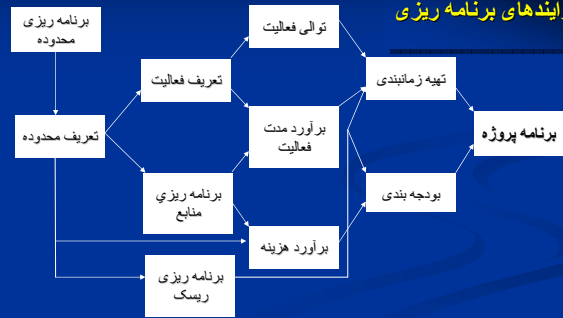 ایندهای برنامه ریزی
برنامه ریزی
محدوده
توالی فعالیت
تعریف فعالیت
تهیه زمانبندی
تعریف محدوده
برآورد مدت
فعالیت
برنامه پروژه
برنامه ریزي
منابع
بودجه بندی
برآورد هزینه
برنامه ریزی
ریسک